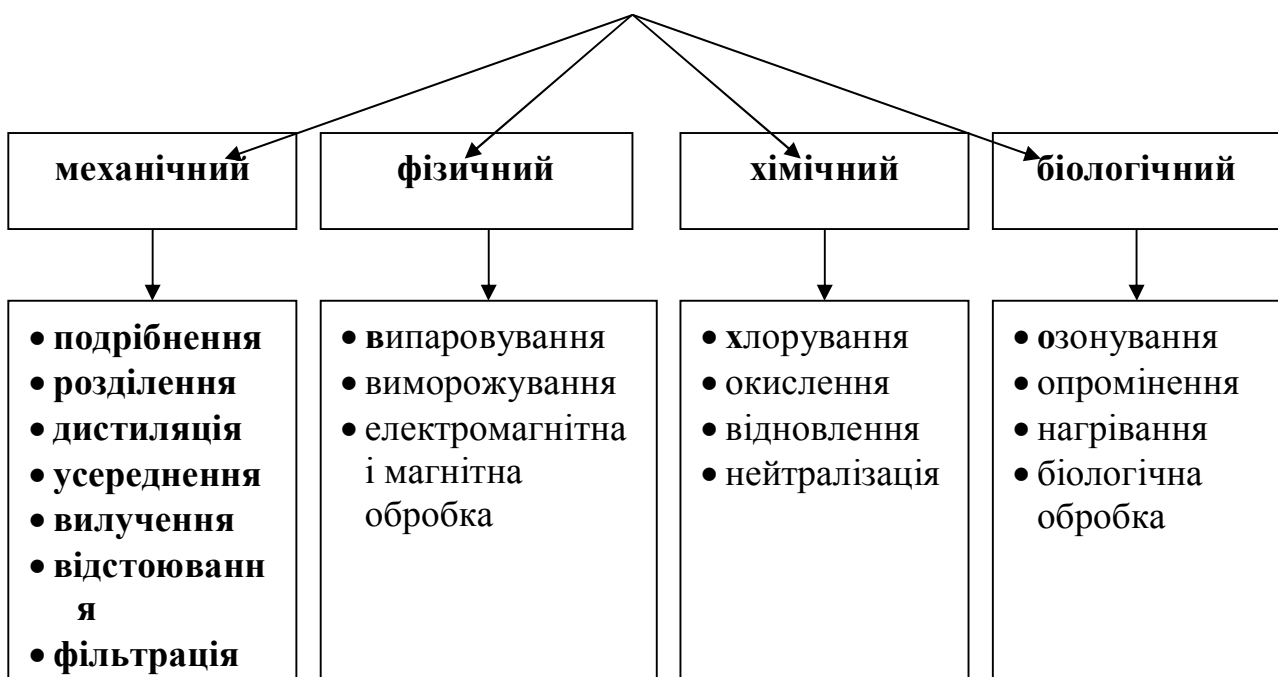 механічний
фізичний
хімічний
біологічний
• подрібнення
• розділення
• дистиляція
• усереднення
• вилучення
• відстоюванн
я
• фільтрація
• випаровування
• виморожування
• електромагнітна
і магнітна
обробка
• хлорування
• окислення
• відновлення
• нейтралізація
• озонування
• опромінення
• нагрівання
• біологічна
обробка